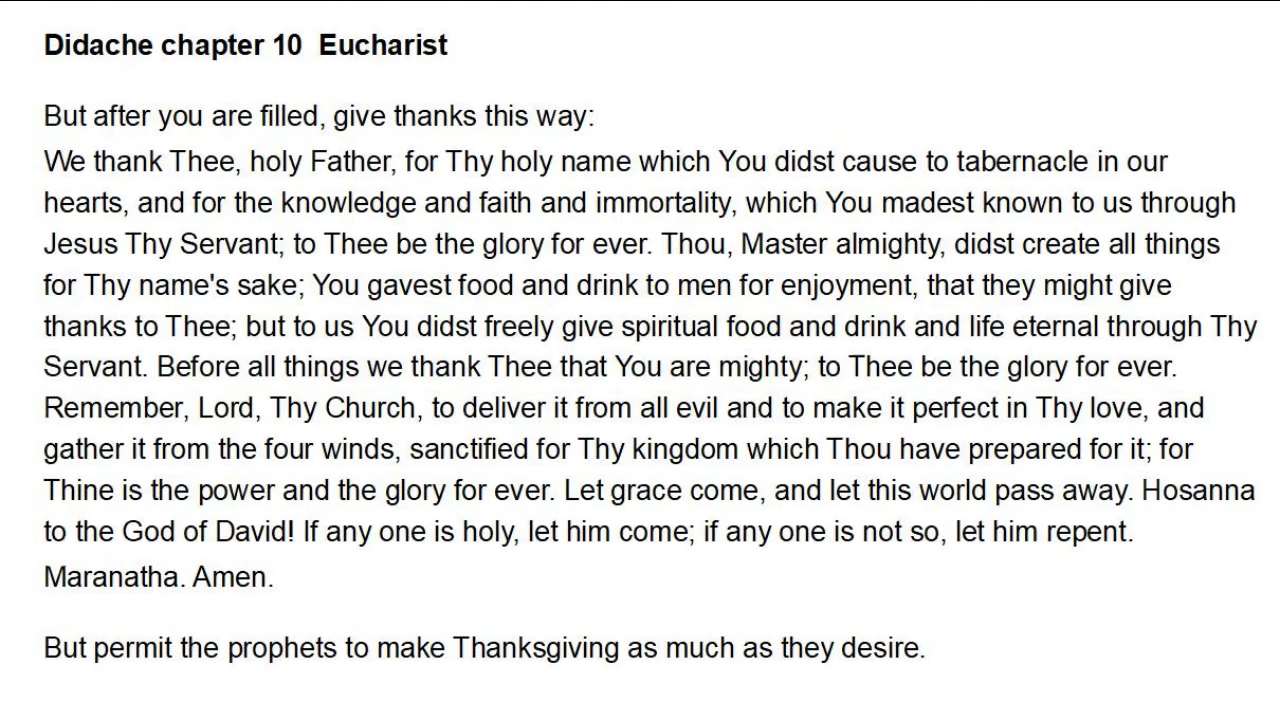 Didache chapter 10  Eucharist
But after you are filled, give thanks this way:
We thank Thee, holy Father, for Thy holy name which You didst cause to tabernacle in our
hearts, and for the knowledge and faith and immortality, which You madest known to us through
Jesus Thy Servant; to Thee be the glory for ever. Thou, Master almighty, didst create all things
for Thy name's sake; You gavest food and drink to men for enjoyment, that they might give
thanks to Thee; but to us You didst freely give spiritual food and drink and life eternal through Thy
Servant. Before all things we thank Thee that You are mighty; to Thee be the glory for ever.
Remember, Lord, Thy Church, to deliver it from all evil and to make it perfect in Thy love, and
gather it from the four winds, sanctified for Thy kingdom which Thou have prepared for it; for
Thine is the power and the glory for ever. Let grace come, and let this world pass away. Hosanna
to the God of David! If any one is holy, let him come; if any one is not so, let him repent.
Maranatha. Amen.
But permit the prophets to make Thanksgiving as much as they desire.